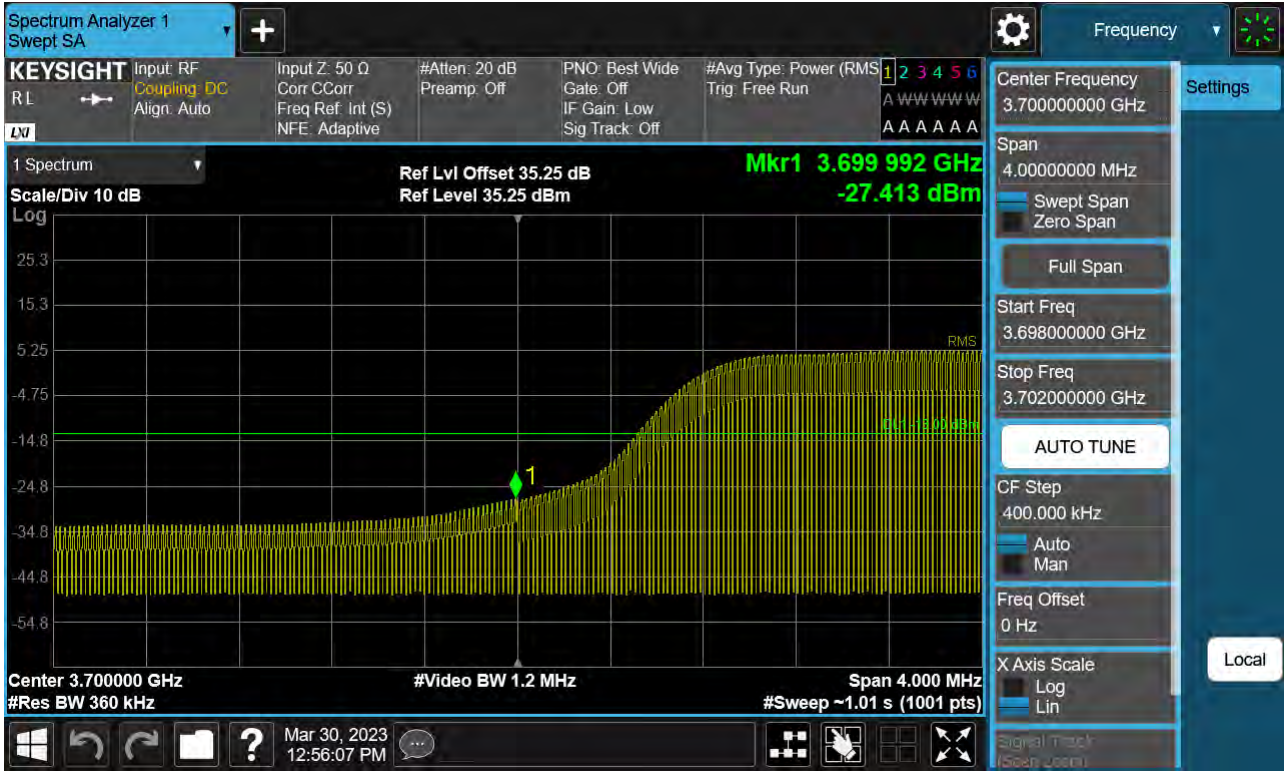 Spectrum Analyzer 1
Swept SA
Frequency
KEYSIGHT
RL
LXI
Input: RF
Coupling: DC
Align: Auto
Input Z: 50 Ω
Corr CCorr
Freq Ref: Int (S)
NFE: Adaptive
#Atten: 20 dB
Preamp: Off
PNO: Best Wide
Gate: Off
IF Gain: Low
Sig Track: Off
#Avg Type: Power (RMS
Trig: Free Run
1 2 3 4 5 6
A W W W W W
A A A A A A
1 Spectrum
Scale/Div 10 dB
Log
Ref Lvl Offset 35.25 dB
Ref Level 35.25 dBm
Mkr1 3.699 992 GHz
-27.413 dBm
25.3
15.3
5.25
-4.75
-14.8
-24.8
-34.8
-44.8
-54.8
RMS
DL1 -13.00 dBm
1
Center 3.700000 GHz
#Res BW 360 kHz
#Video BW 1.2 MHz
Span 4.000 MHz
#Sweep ~1.01 s (1001 pts)
Center Frequency
3.700000000 GHz
Settings
Span
4.00000000 MHz
Swept Span
Zero Span
Full Span
Start Freq
3.698000000 GHz
Stop Freq
3.702000000 GHz
AUTO TUNE
CF Step
400.000 kHz
Auto
Man
Freq Offset
0 Hz
X Axis Scale
Log
Lin
Local
Signal Track
(Span Zoom)
?
Mar 30, 2023
12:56:07 PM